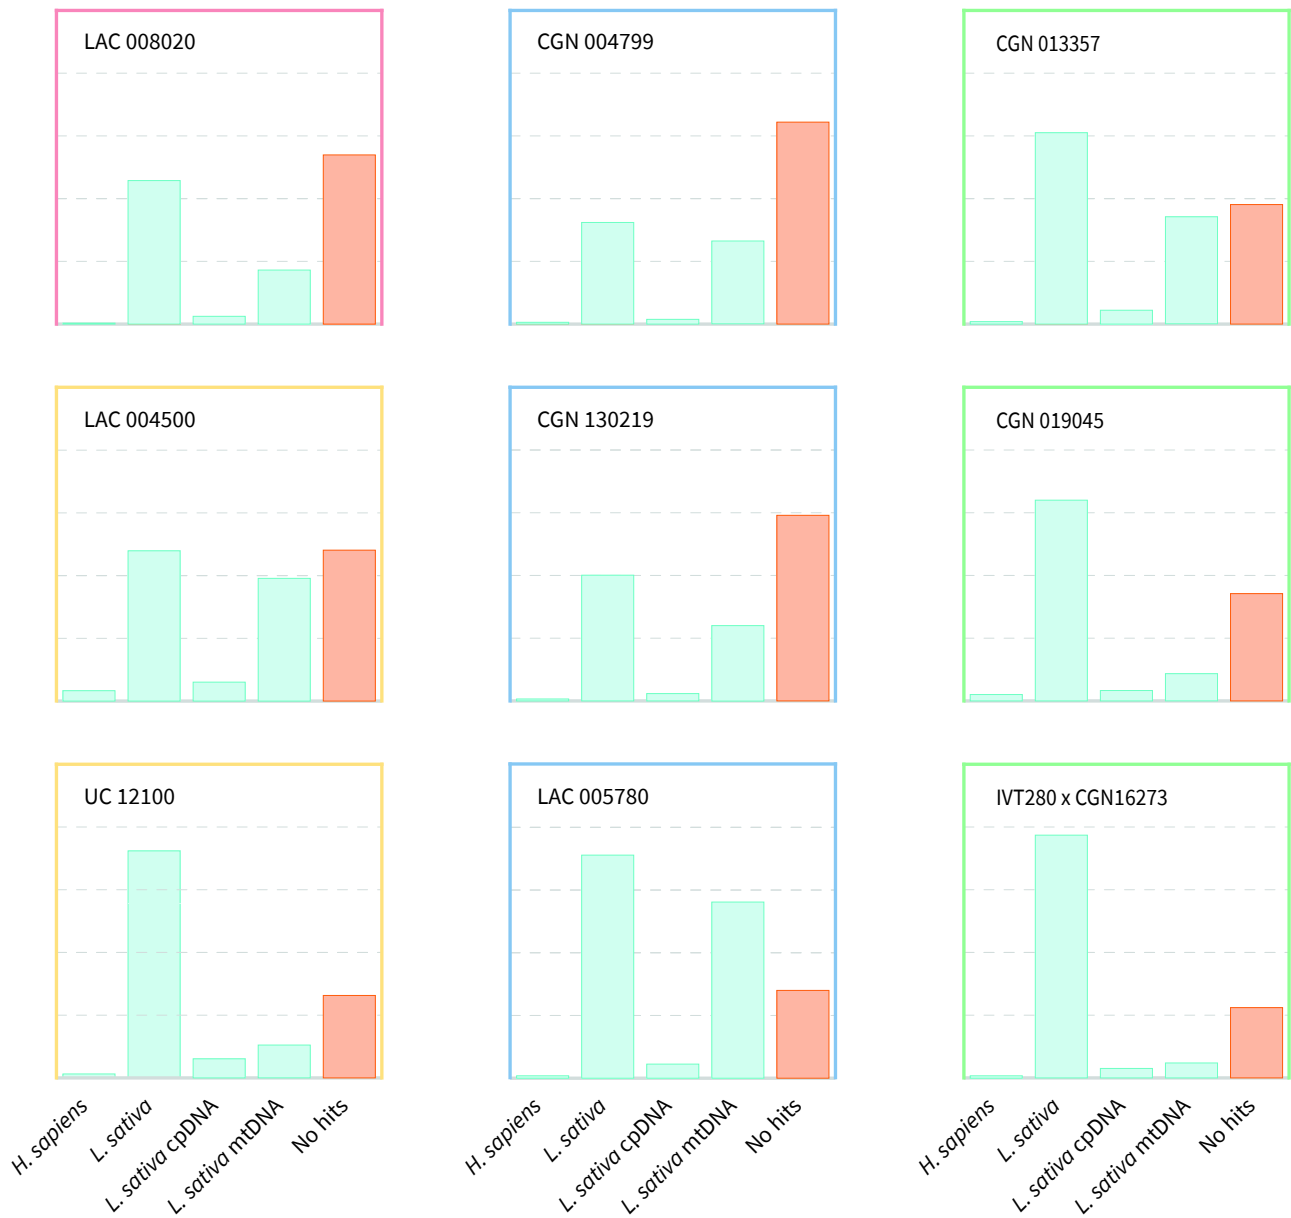 LAC 008020
CGN 004799
CGN 013357
LAC 004500
CGN 130219
CGN 019045
UC 12100
LAC 005780
IVT280 x CGN16273
H. sapiens
L. sativa
L. sativa cpDNA
L. sativa mtDNA
No hits
H. sapiens
L. sativa
L. sativa cpDNA
L. sativa mtDNA
No hits
H. sapiens
L. sativa
L. sativa cpDNA
L. sativa mtDNA
No hits